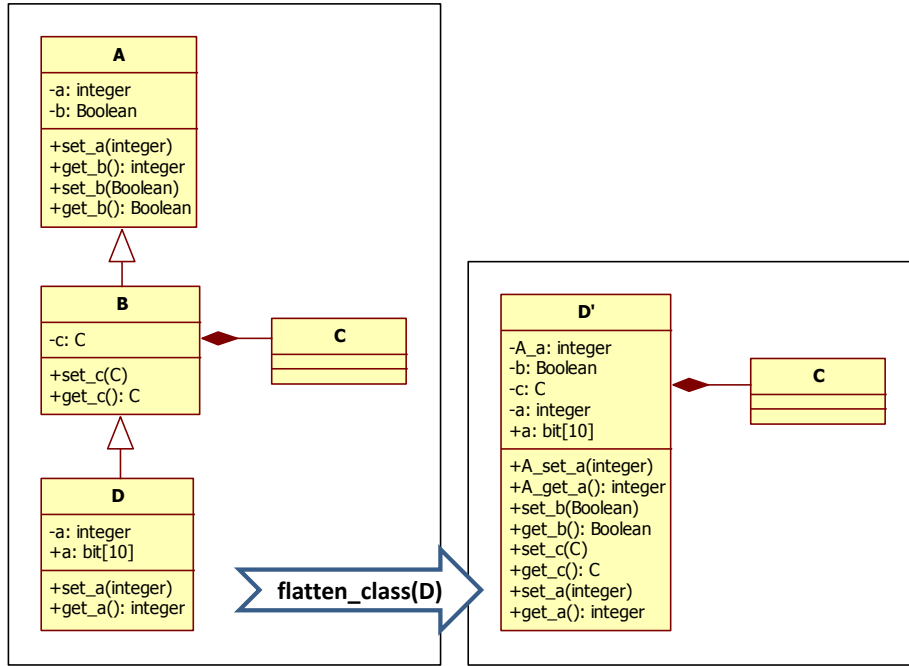 A
-a: integer
-b: Boolean
+set_a(integer)
+get_b(): integer
+set_b(Boolean)
+get_b(): Boolean
B
-c: C
+set_c(C)
+get_c(): C
C
D
-a: integer
+a: bit[10]
+set_a(integer)
+get_a(): integer
flatten_class(D)
D'
-A_a: integer
-b: Boolean
-c: C
-a: integer
+a: bit[10]
+A_set_a(integer)
+A_get_a(): integer
+set_b(Boolean)
+get_b(): Boolean
+set_c(C)
+get_c(): C
+set_a(integer)
+get_a(): integer
C